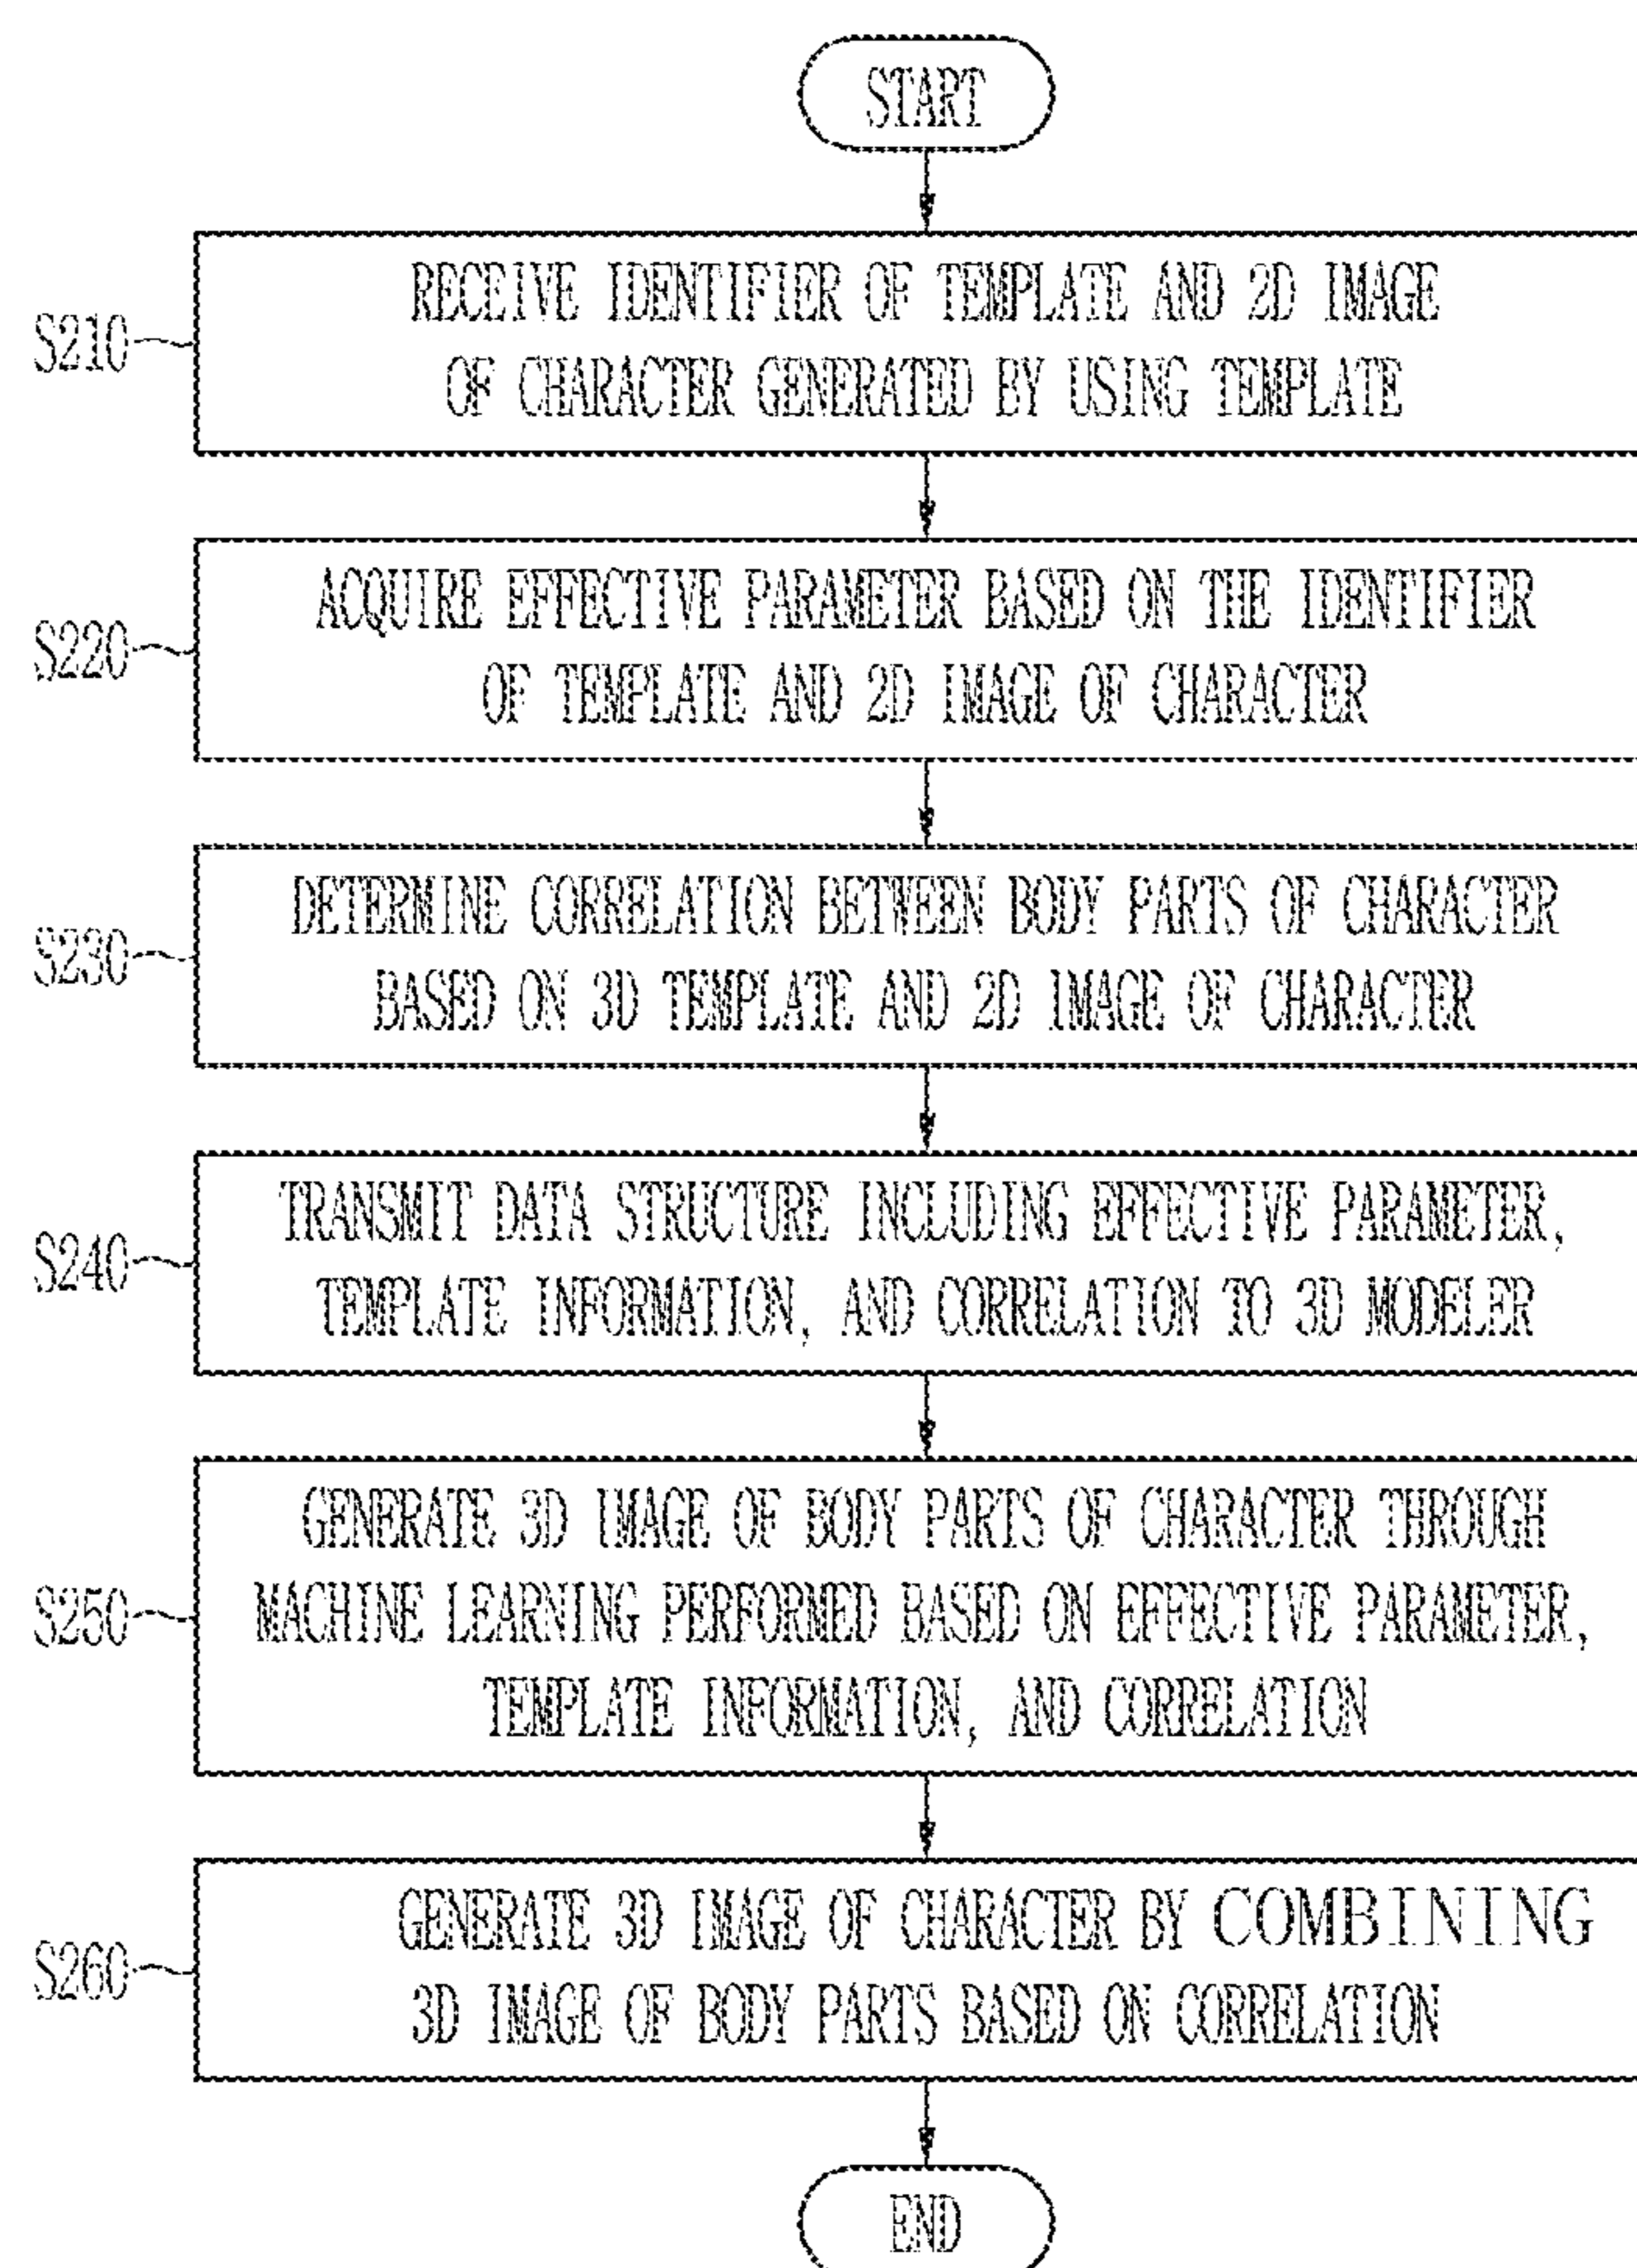 START
S210
RECEIVE IDENTIFIER OF TEMPLATE AND 2D IMAGE
OF CHARACTER GENERATED BY USING TEMPLATE
S220
ACQUIRE EFFECTIVE PARAMETER BASED ON THE IDENTIFIER
OF TEMPLATE AND 2D IMAGE OF CHARACTER
S230
DETERMINE CORRELATION BETWEEN BODY PARTS OF CHARACTER
BASED ON 3D TEMPLATE AND 2D IMAGE OF CHARACTER
S240
TRANSMIT DATA STRUCTURE INCLUDING EFFECTIVE PARAMETER,
TEMPLATE INFORMATION, AND CORRELATION TO 3D MODELER
S250
GENERATE 3D IMAGE OF BODY PARTS OF CHARACTER THROUGH
MACHINE LEARNING PERFORMED BASED ON EFFECTIVE PARAMETER,
TEMPLATE INFORMATION, AND CORRELATION
S260
GENERATE 3D IMAGE OF CHARACTER BY COMBINING
3D IMAGE OF BODY PARTS BASED ON CORRELATION
END